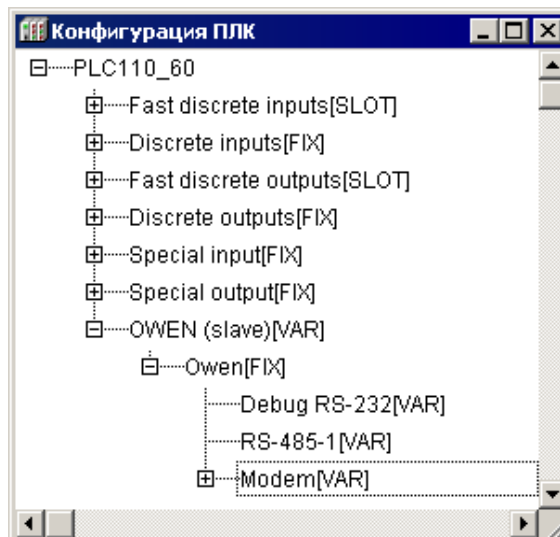 Конфигурация ПЛК
PLC110_60
Fast discrete inputs[SLOT]
Discrete inputs[FIX]
Fast discrete outputs[SLOT]
Discrete outputs[FIX]
Special input[FIX]
Special output[FIX]
OWEN (slave)[VAR]
Owen[FIX]
Debug RS-232[VAR]
RS-485-1[VAR]
Modem[VAR]